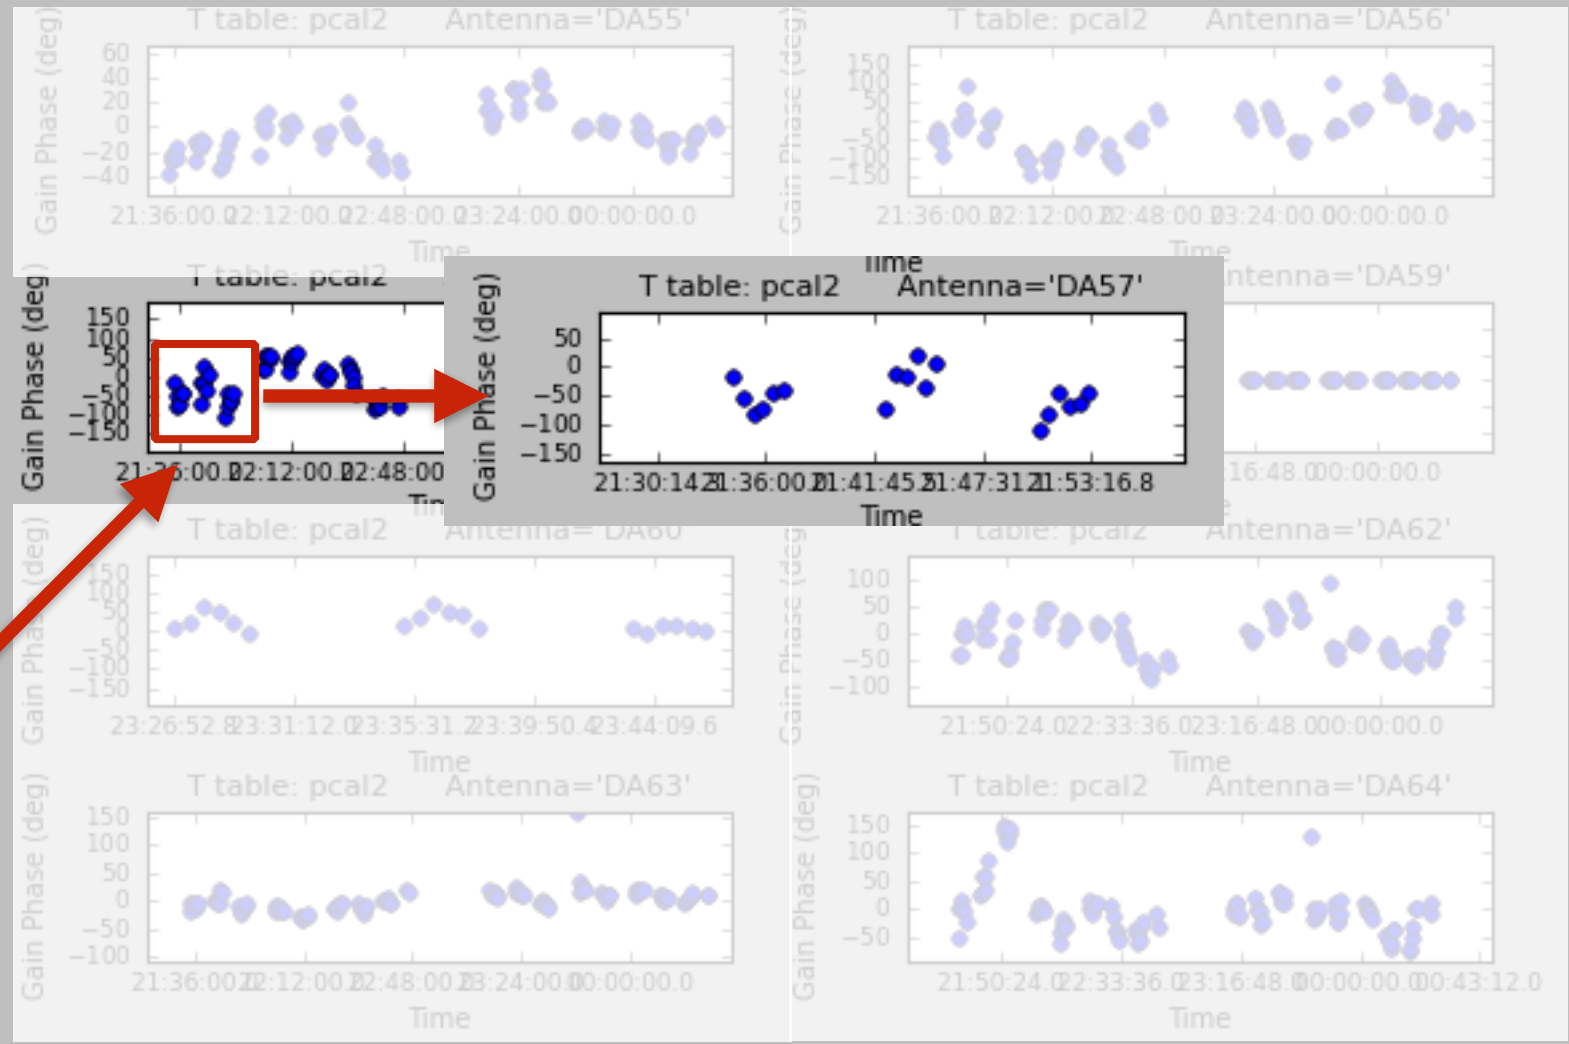 T table: pcal2 Antenna='DA55'
Gain Phase (deg)
60
40
20
0
−20
−40
21:36:00.0 22:12:00.0 22:48:00.0 23:24:00.0 00:00:00.0
Time
T table: pcal2 Antenna='DA56'
Gain Phase (deg)
150
100
50
0
−50
−100
−150
21:36:00.0 22:12:00.0 22:48:00.0 23:24:00.0 00:00:00.0
Time
T table: pcal2
Gain Phase (deg)
150
100
50
0
−50
−100
−150
21:36:00.0 22:12:00.0 22:48:00
Time
T table: pcal2 Antenna='DA57'
Gain Phase (deg)
50
0
−50
−100
−150
21:30:14.3 21:36:00.0 21:41:45.5 21:47:31.2 21:53:16.8
Time
ntenna='DA59'
16:48.0 00:00:00.0
T table: pcal2 Antenna='DA60'
Gain Phase (deg)
150
100
50
0
−50
−100
−150
23:26:52.8 23:31:12.0 23:35:31.2 23:39:50.4 23:44:09.6
Time
T table: pcal2 Antenna='DA62'
Gain Phase (deg)
100
50
0
−50
−100
21:50:24.0 22:33:36.0 23:16:48.0 00:00:00.0
Time
T table: pcal2 Antenna='DA63'
Gain Phase (deg)
150
100
50
0
−50
−100
21:36:00.0 22:12:00.0 22:48:00.0 23:24:00.0 00:00:00.0
Time
T table: pcal2 Antenna='DA64'
Gain Phase (deg)
150
100
50
0
−50
21:50:24.0 22:33:36.0 23:16:48.0 00:00:00.0 00:43:12.0
Time